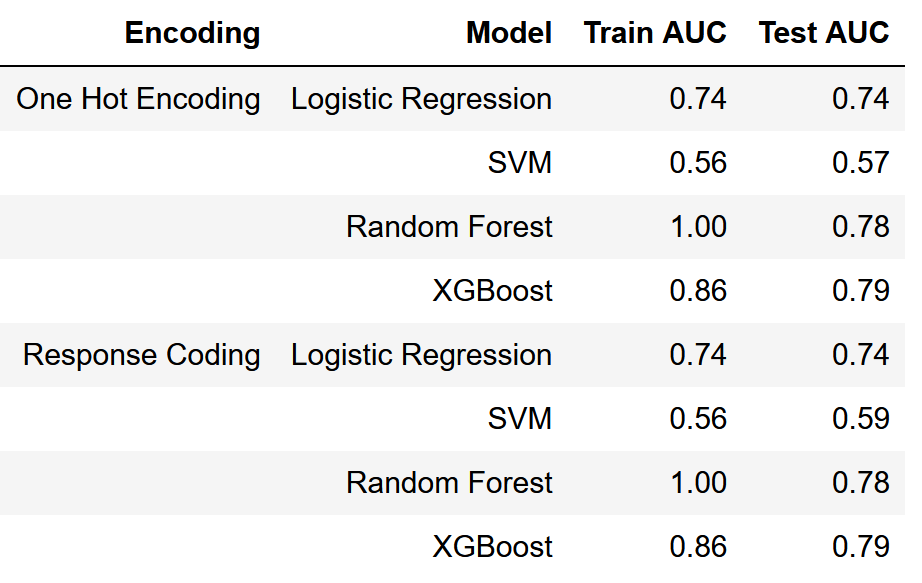 Encoding Model Train AUC Test AUC
One Hot Encoding Logistic Regression 0.74 0.74
SVM 0.56 0.57
Random Forest 1.00 0.78
XGBoost 0.86 0.79
Response Coding Logistic Regression 0.74 0.74
SVM 0.56 0.59
Random Forest 1.00 0.78
XGBoost 0.86 0.79